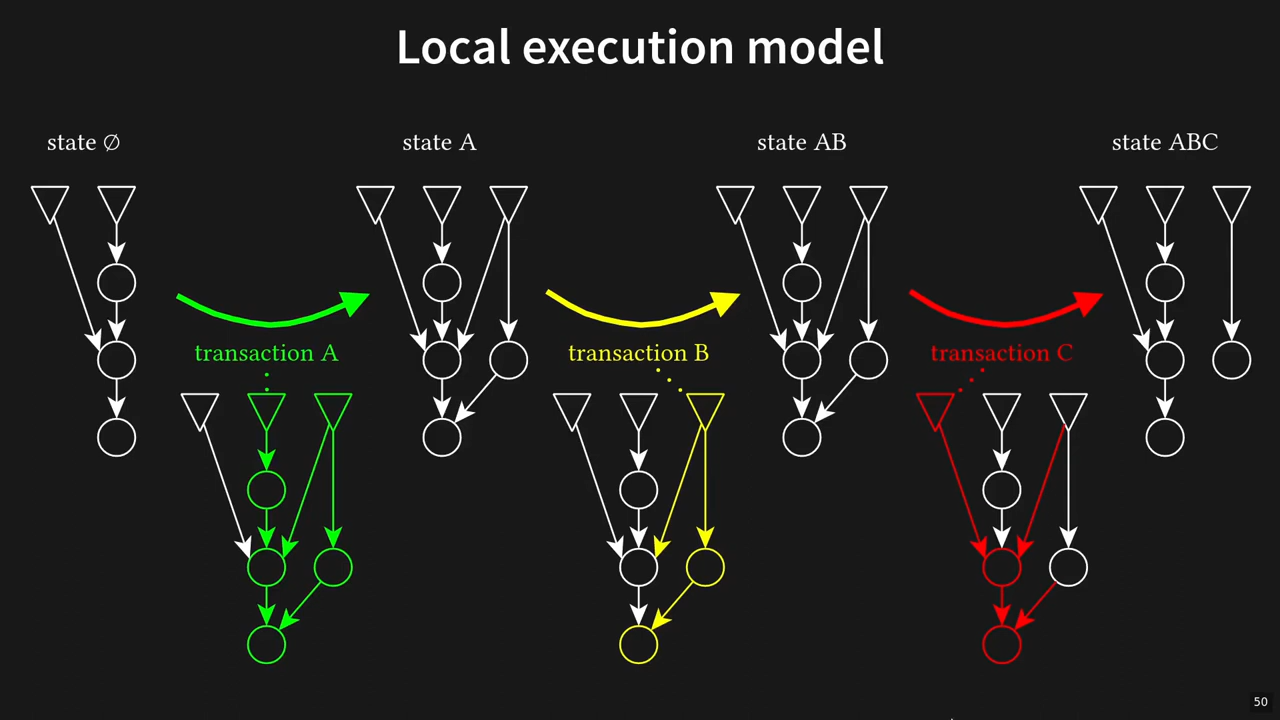 Local execution model
state ∅
state A
state AB
state ABC
transaction A
transaction B
transaction C
50